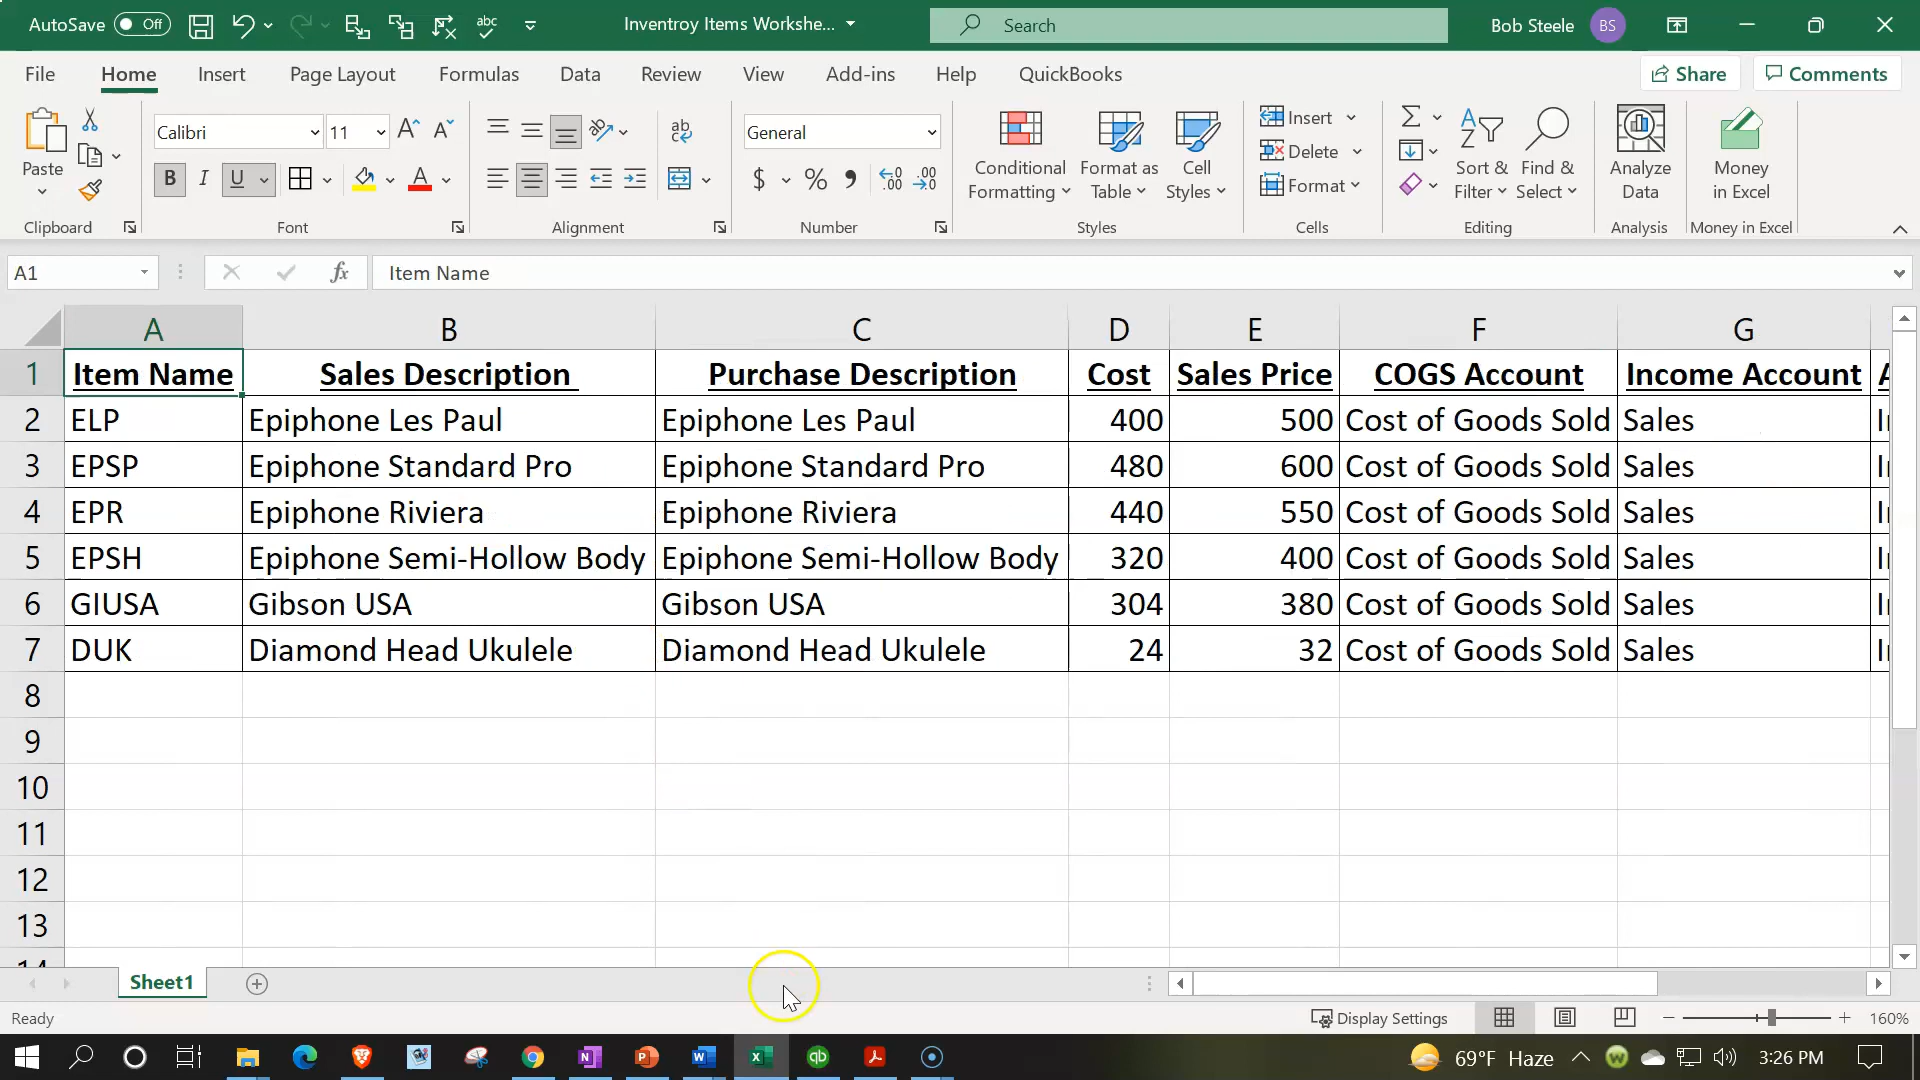 AutoSave Off abc Inventroy Items Workshe... Search Bob Steele BS
File Home Insert Page Layout Formulas Data Review View Add-ins Help QuickBooks Share Comments
Paste Calibri 11 A A ab General Conditional Formatting Format as Table Cell Styles Insert Delete Format Sort & Filter Find & Select Analyze Data Money in Excel
B I U A $ %
Clipboard Font Alignment Number Styles Cells Editing Analysis Money in Excel
A1 fx Item Name
A B C D E F G
1 Item Name Sales Description Purchase Description Cost Sales Price COGS Account Income Account
2 ELP Epiphone Les Paul Epiphone Les Paul 400 500 Cost of Goods Sold Sales
3 EPSP Epiphone Standard Pro Epiphone Standard Pro 480 600 Cost of Goods Sold Sales
4 EPR Epiphone Riviera Epiphone Riviera 440 550 Cost of Goods Sold Sales
5 EPSH Epiphone Semi-Hollow Body Epiphone Semi-Hollow Body 320 400 Cost of Goods Sold Sales
6 GIUSA Gibson USA Gibson USA 304 380 Cost of Goods Sold Sales
7 DUK Diamond Head Ukulele Diamond Head Ukulele 24 32 Cost of Goods Sold Sales
8
9
10
11
12
13
14
Sheet1
Ready Display Settings 160%
69°F Haze 3:26 PM